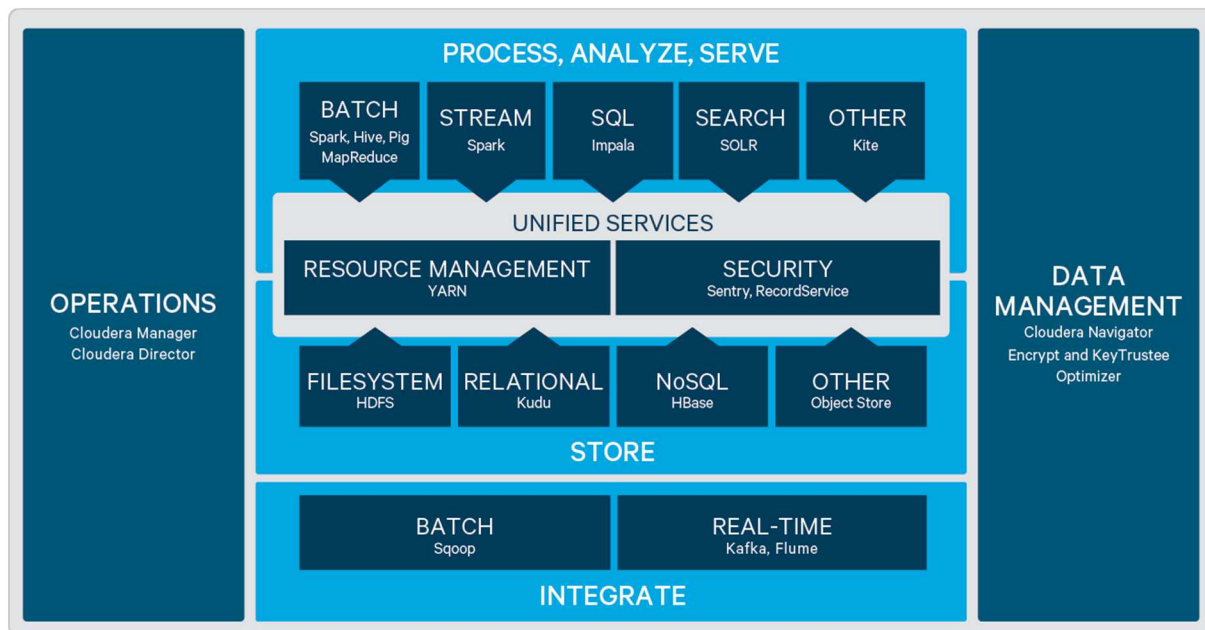 PROCESS, ANALYZE, SERVE
BATCH
Spark, Hive, Pig
MapReduce
STREAM
Spark
SQL
Impala
SEARCH
SOLR
OTHER
Kite
UNIFIED SERVICES
RESOURCE MANAGEMENT
YARN
SECURITY
Sentry, RecordService
OPERATIONS
Cloudera Manager
Cloudera Director
DATA
MANAGEMENT
Cloudera Navigator
Encrypt and KeyTrustee
Optimizer
FILESYSTEM
HDFS
RELATIONAL
Kudu
NoSQL
HBase
OTHER
Object Store
STORE
BATCH
Sqoop
REAL-TIME
Kafka, Flume
INTEGRATE